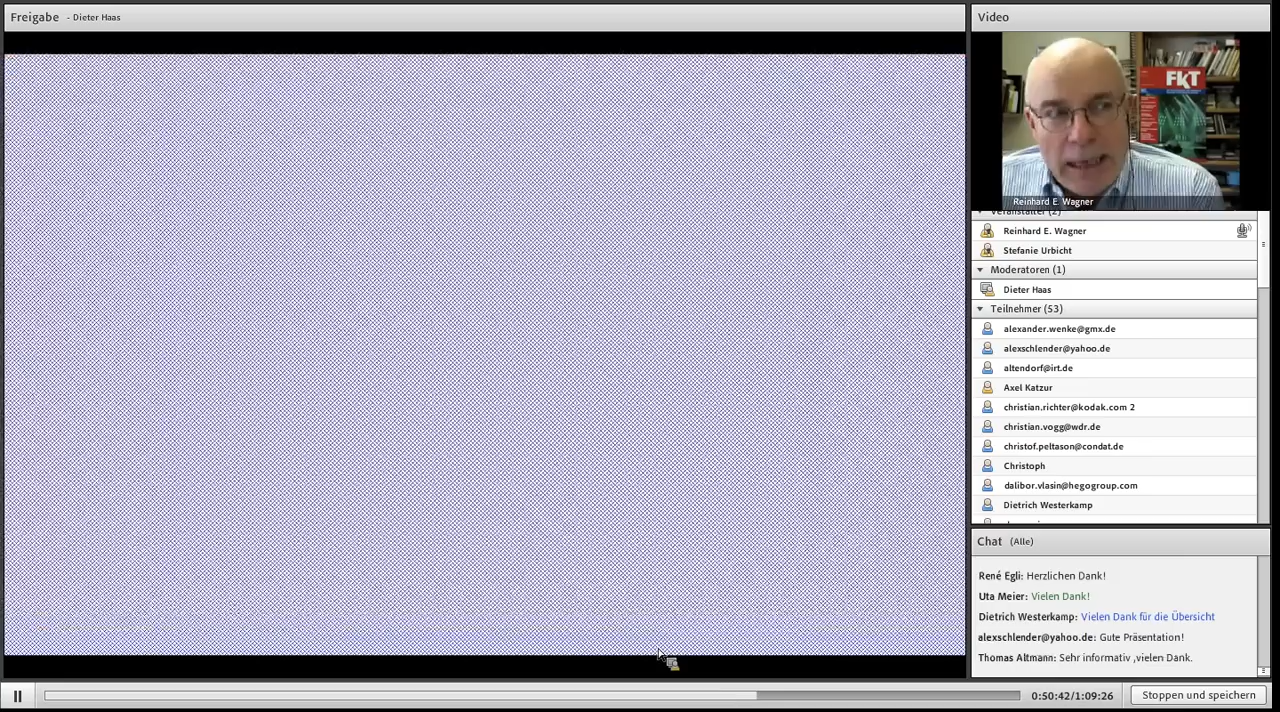 Freigabe - Dieter Haas
Video
FKT
Reinhard E. Wagner
Veranstalter (2)
Reinhard E. Wagner
Stefanie Urbicht
Moderatoren (1)
Dieter Haas
Teilnehmer (53)
alexander.wenke@gmx.de
alexschlender@yahoo.de
altendorf@irt.de
Axel Katzur
christian.richter@kodak.com 2
christian.vogg@wdr.de
christof.peltason@condat.de
Christoph
dalibor.vlasin@hegogroup.com
Dietrich Westerkamp
Chat (Alle)
René Egli: Herzlichen Dank!
Uta Meier: Vielen Dank!
Dietrich Westerkamp: Vielen Dank für die Übersicht
alexschlender@yahoo.de: Gute Präsentation!
Thomas Altmann: Sehr informativ ,vielen Dank.
0:50:42/1:09:26
Stoppen und speichern